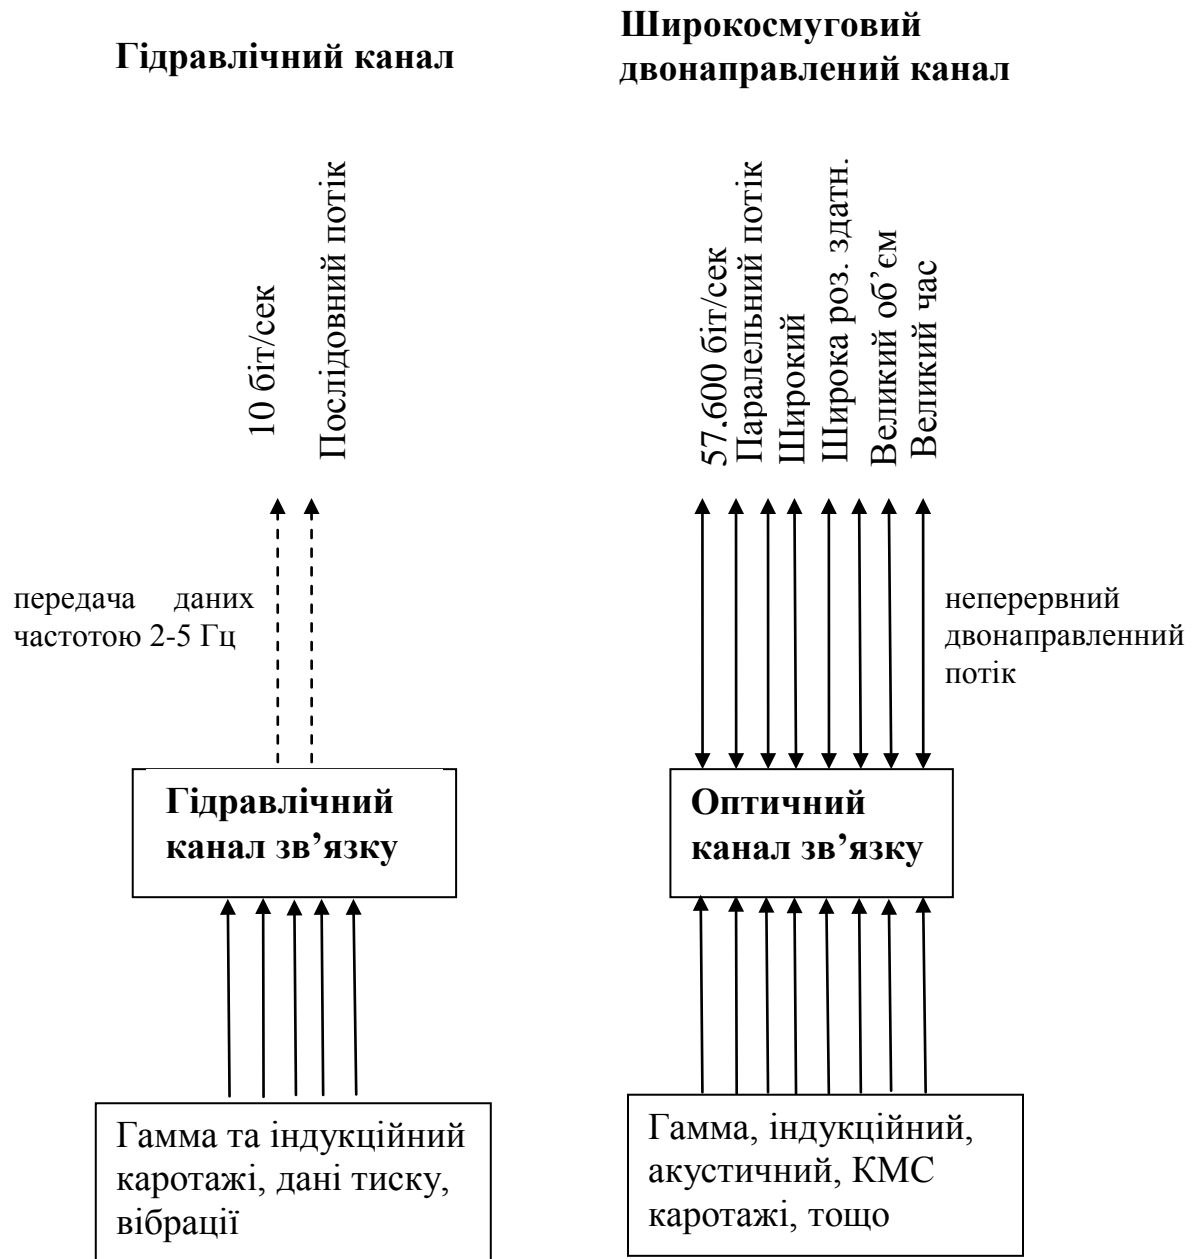 Гідравлічний канал
Широкосмуговий
двонаправлений канал
10 біт/сек
Послідовний потік
57.600 біт/сек
Паралельний потік
Широкий
Широка роз. здатн.
Великий об’єм
Великий час
передача даних
частотою 2-5 Гц
неперервний
двонаправленний
потік
Гідравлічний
канал зв’язку
Оптичний
канал зв’язку
Гамма та індукційний
каротажі, дані тиску,
вібрації
Гамма, індукційний,
акустичний, КМС
каротажі, тощо